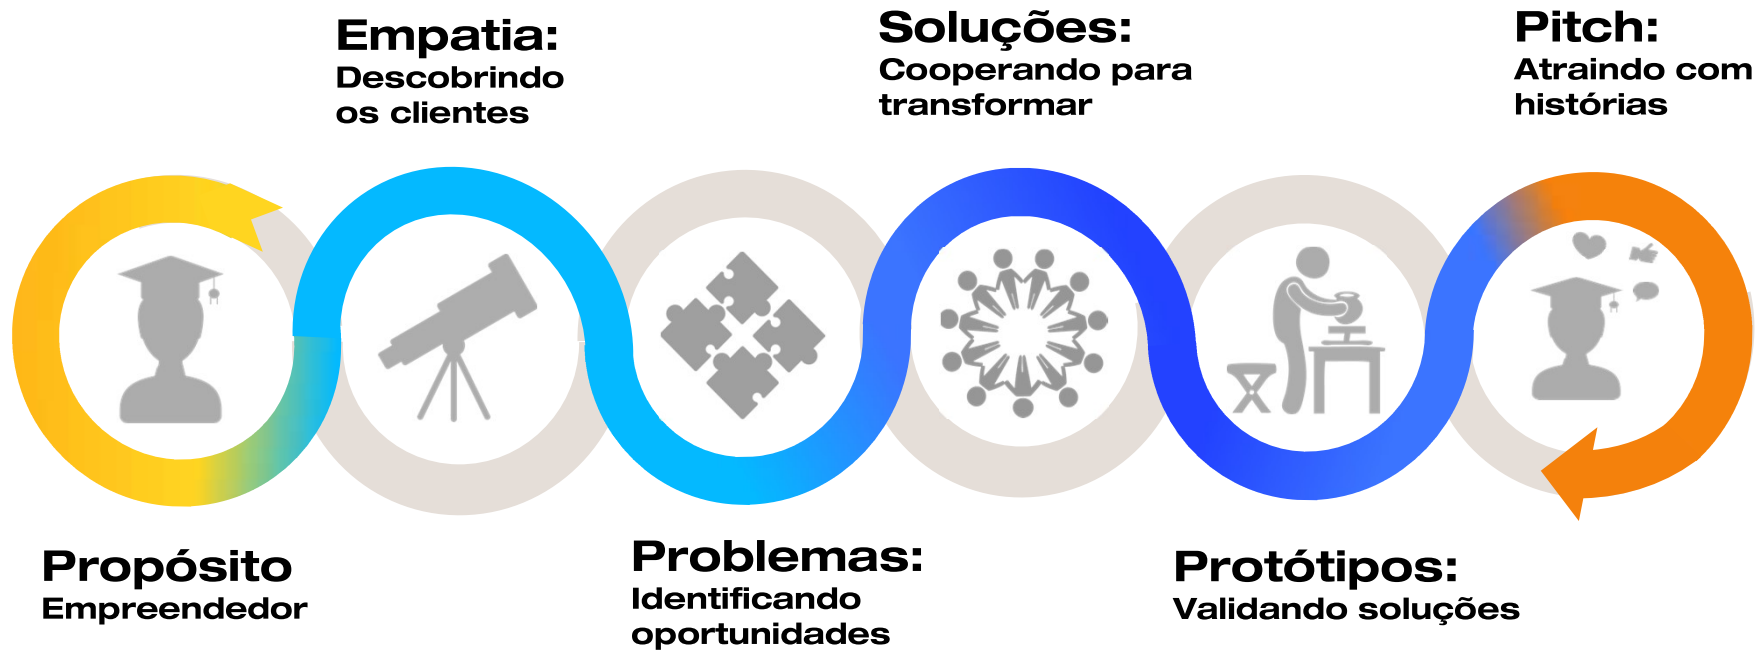 Propósito
Empreendedor
Empatia:
Descobrindo
os clientes
Problemas:
Identificando
oportunidades
Soluções:
Cooperando para
transformar
Protótipos:
Validando soluções
Pitch:
Atraindo com
histórias